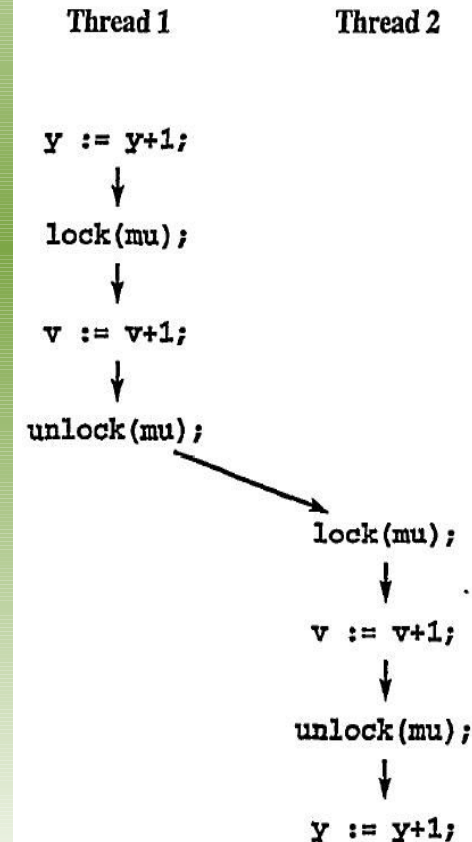 Thread 1 Thread 2
y := y+1;
lock(mu);
v := v+1;
unlock(mu);
lock(mu);
v := v+1;
unlock(mu);
y := y+1;